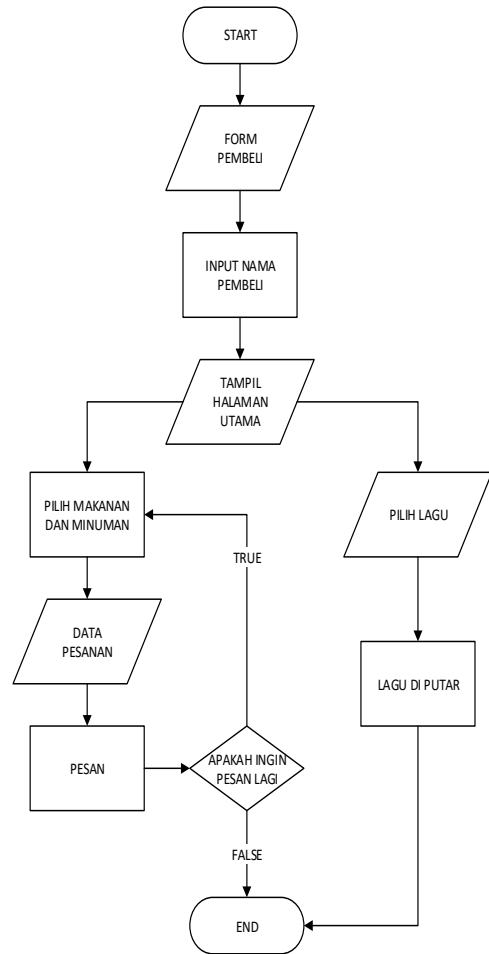 START
FORM
PEMBELI
INPUT NAMA
PEMBELI
TAMPIL
HALAMAN
UTAMA
PILIH MAKANAN
DAN MINUMAN
PILIH LAGU
TRUE
DATA
PESANAN
LAGU DI PUTAR
PESAN
APAKAH INGIN
PESAN LAGI
FALSE
END